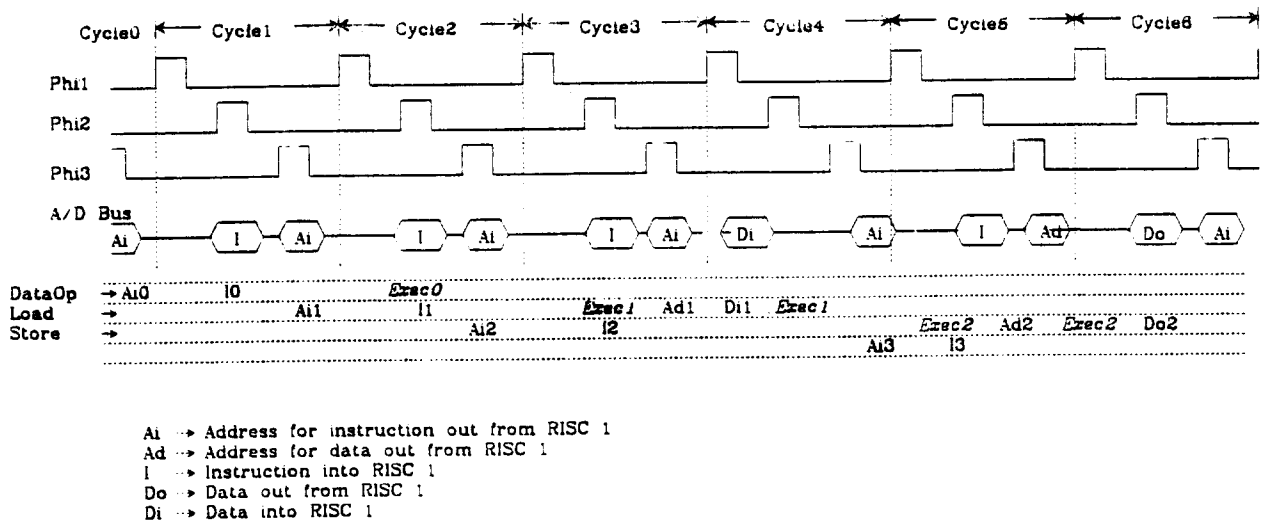 Cycle0 Cycle1 Cycle2 Cycle3 Cycle4 Cycle5 Cycle6
Phi1
Phi2
Phi3
A/D Bus
Ai I Ai I Ai I Ai Di Ai I Ad Do Ai
DataOp → Ai0 I0 Exec0
Load → Ai1 I1 Exec1 Ad1 Di1 Exec1
Store → Ai2 I2 Exec2 Ad2 Exec2 Do2
Ai3 I3
Ai → Address for instruction out from RISC 1
Ad → Address for data out from RISC 1
I → Instruction into RISC 1
Do → Data out from RISC 1
Di → Data into RISC 1